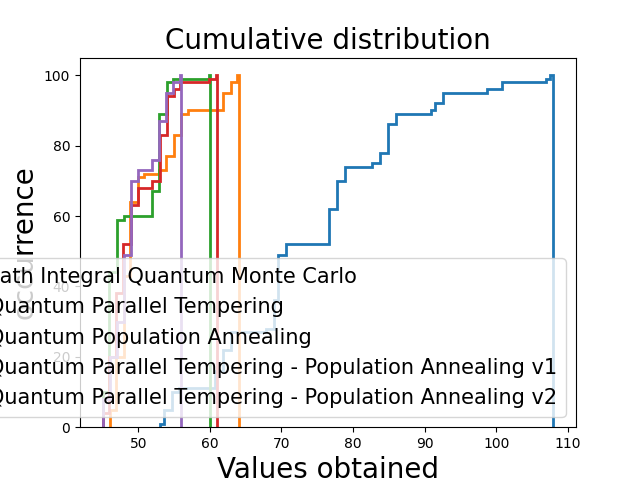 Cumulative distribution
100
80
60
40
20
0
occurrence
ath Integral Quantum Monte Carlo
Quantum Parallel Tempering
Quantum Population Annealing
Quantum Parallel Tempering - Population Annealing v1
Quantum Parallel Tempering - Population Annealing v2
50 60 70 80 90 100 110
Values obtained